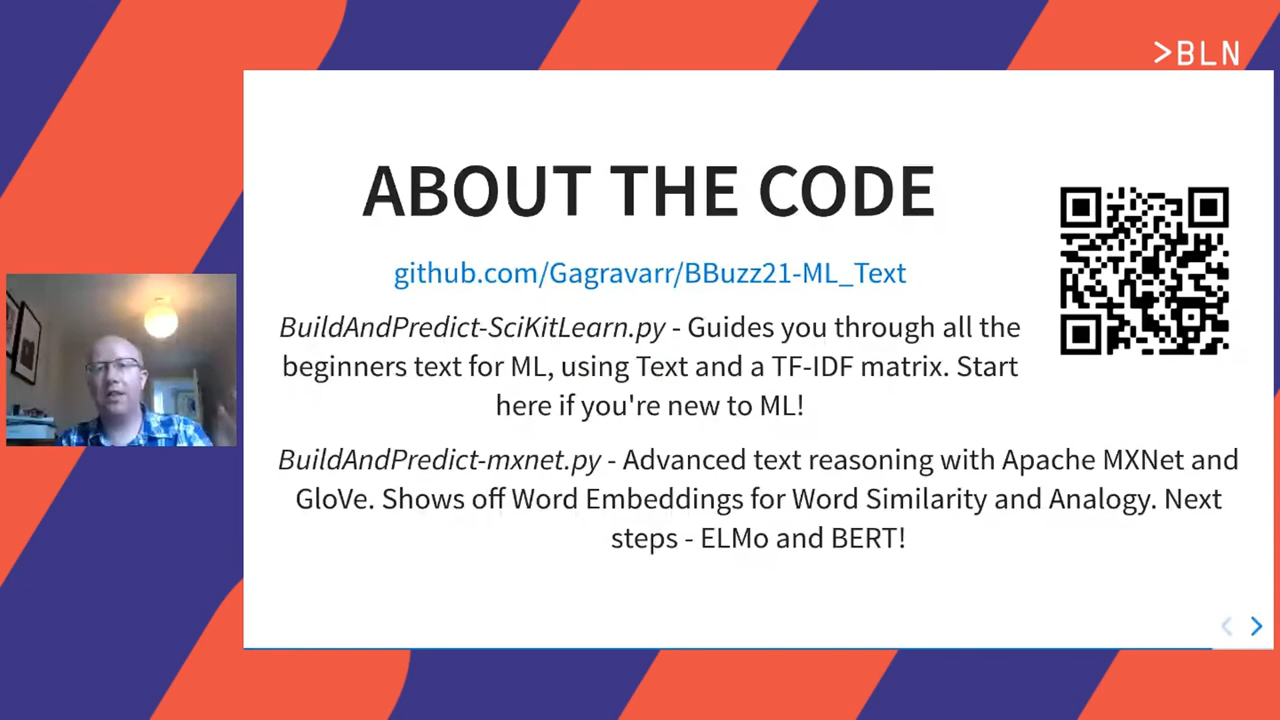 >BLN
ABOUT THE CODE
github.com/Gagravarr/BBuzz21-ML_Text
BuildAndPredict-SciKitLearn.py - Guides you through all the
beginners text for ML, using Text and a TF-IDF matrix. Start
here if you're new to ML!
BuildAndPredict-mxnet.py - Advanced text reasoning with Apache MXNet and
GloVe. Shows off Word Embeddings for Word Similarity and Analogy. Next
steps - ELMo and BERT!